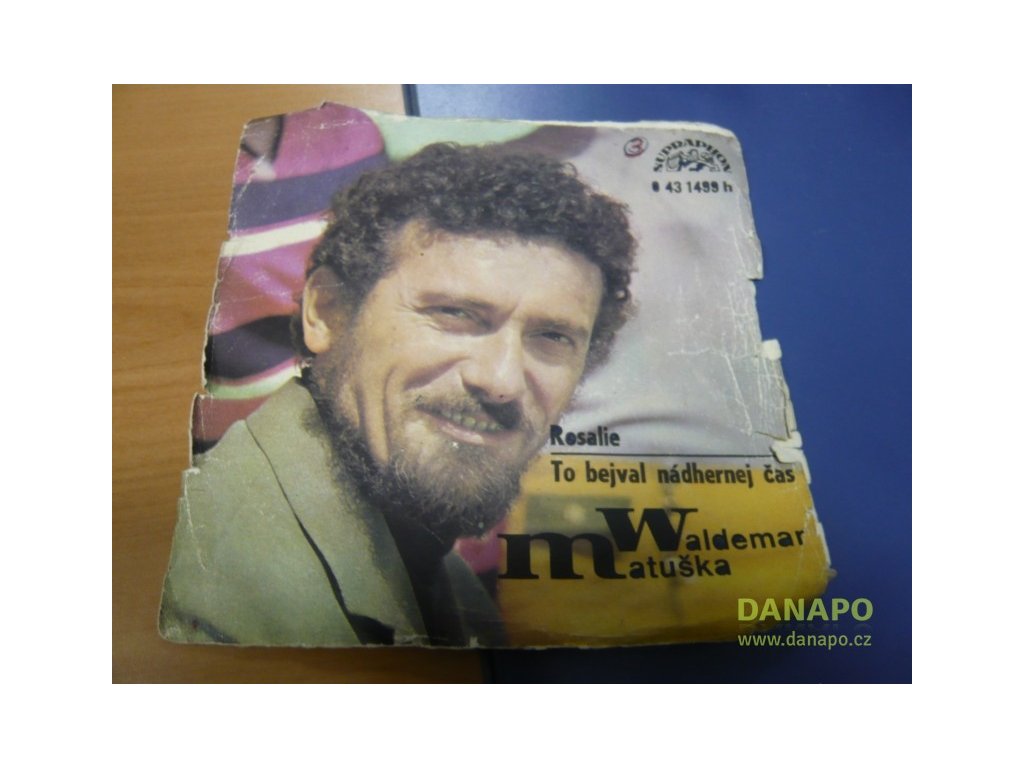 3
SUPRAPHON
0 43 1499 h
Rosalie
To bejval nádhernej čas
Waldemar
Matuška
DANAPO
www.danapo.cz